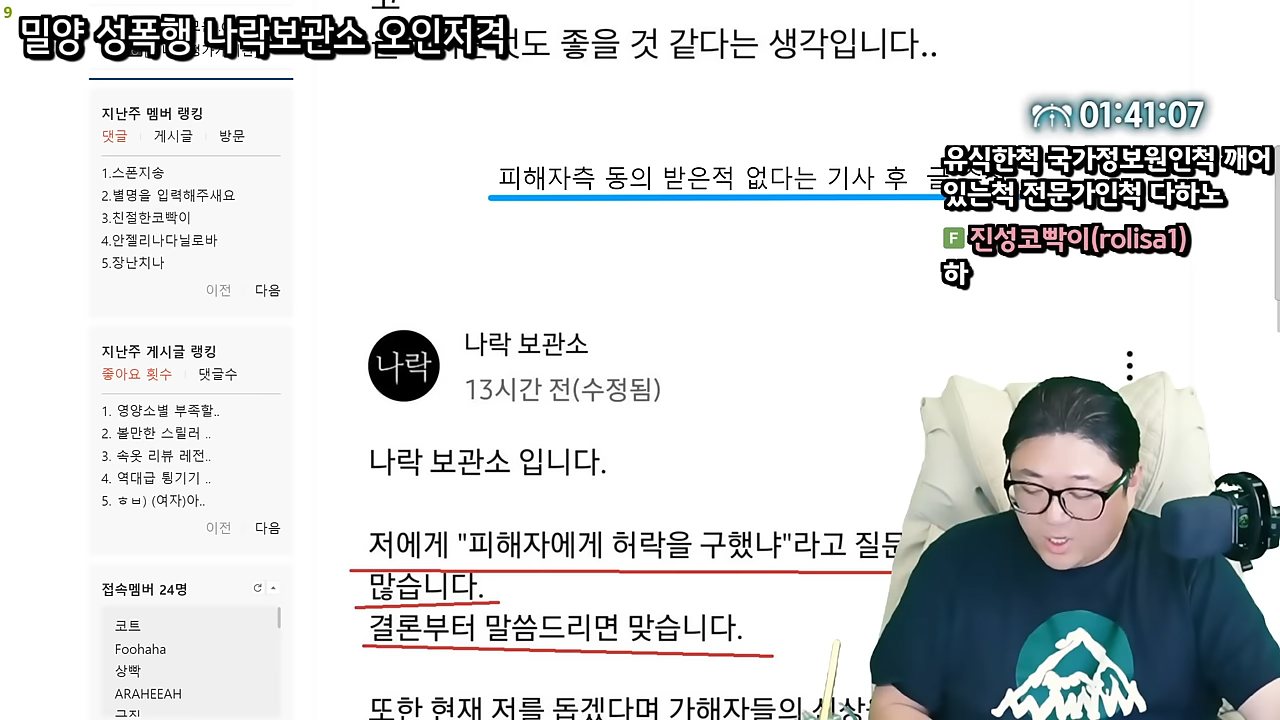 9
밀양 성폭행 나락보관소 오인저격
것도 좋을 것 같다는 생각입니다..
지난주 멤버 랭킹
댓글 게시글 방문
1.스폰지송
2.별명을 입력해주새요
3.친절한코빡이
4.안젤리나다닐로바
5.장난치나
이전 다음
지난주 게시글 랭킹
좋아요 횟수 댓글수
1. 영양소별 부족할..
2. 볼만한 스릴러 ..
3. 속옷 리뷰 레전..
4. 역대급 튕기기 ..
5. ㅎㅂ) (여자)아..
이전 다음
접속멤버 24명
코트
Foohaha
상빡
ARAHEEAH
피해자측 동의 받은적 없다는 기사 후
나락
나락 보관소
13시간 전(수정됨)
나락 보관소 입니다.
저에게 "피해자에게 허락을 구했냐"라고 질문
많습니다.
결론부터 말씀드리면 맞습니다.
또한 현재 저를 돕겠다며 가해자들의 신상
01:41:07
유식한척 국가정보원인척 깨어
있는척 전문가인척 다하노
F 진성코빡이(rolisa1)
하